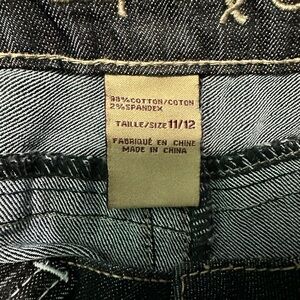 98%COTTON/COTON
2%SPANDEX
TAILLE/SIZE 11/12
FABRIQUÉ EN CHINE
MADE IN CHINA